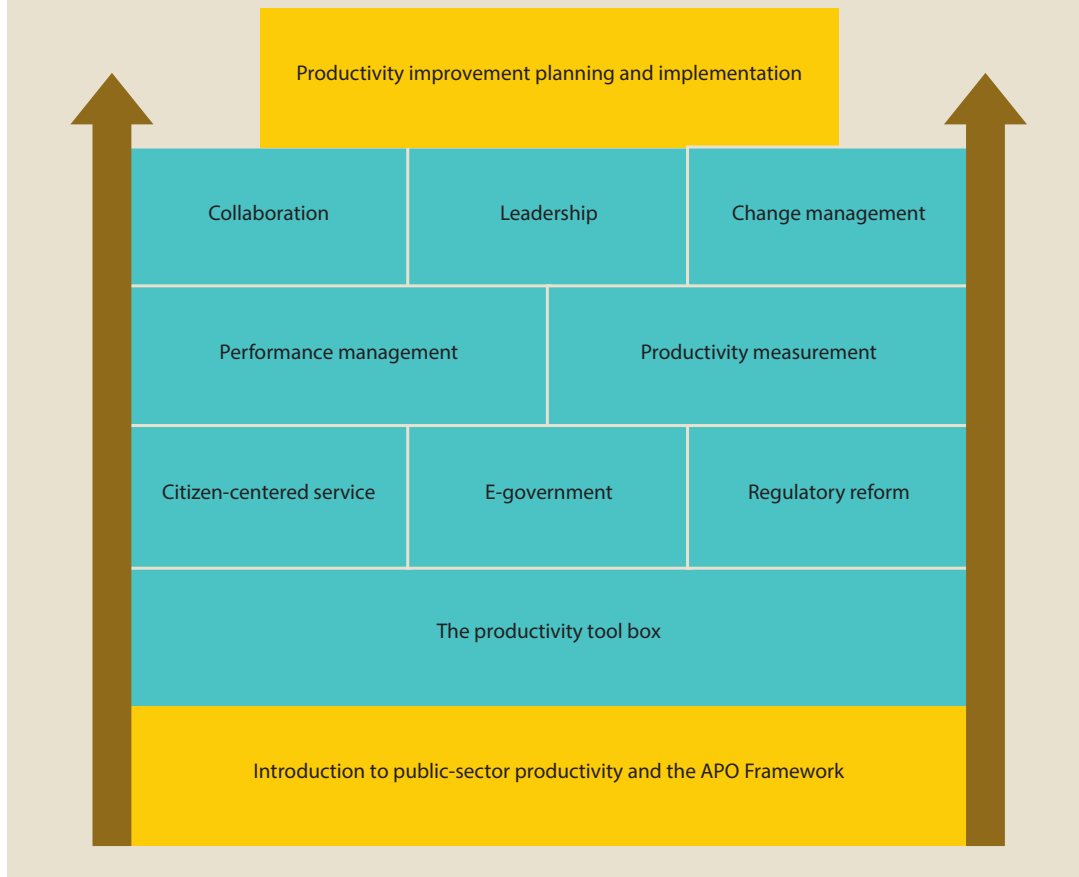 Productivity improvement planning and implementation
Collaboration
Leadership
Change management
Performance management
Productivity measurement
Citizen-centered service
E-government
Regulatory reform
The productivity tool box
Introduction to public-sector productivity and the APO Framework